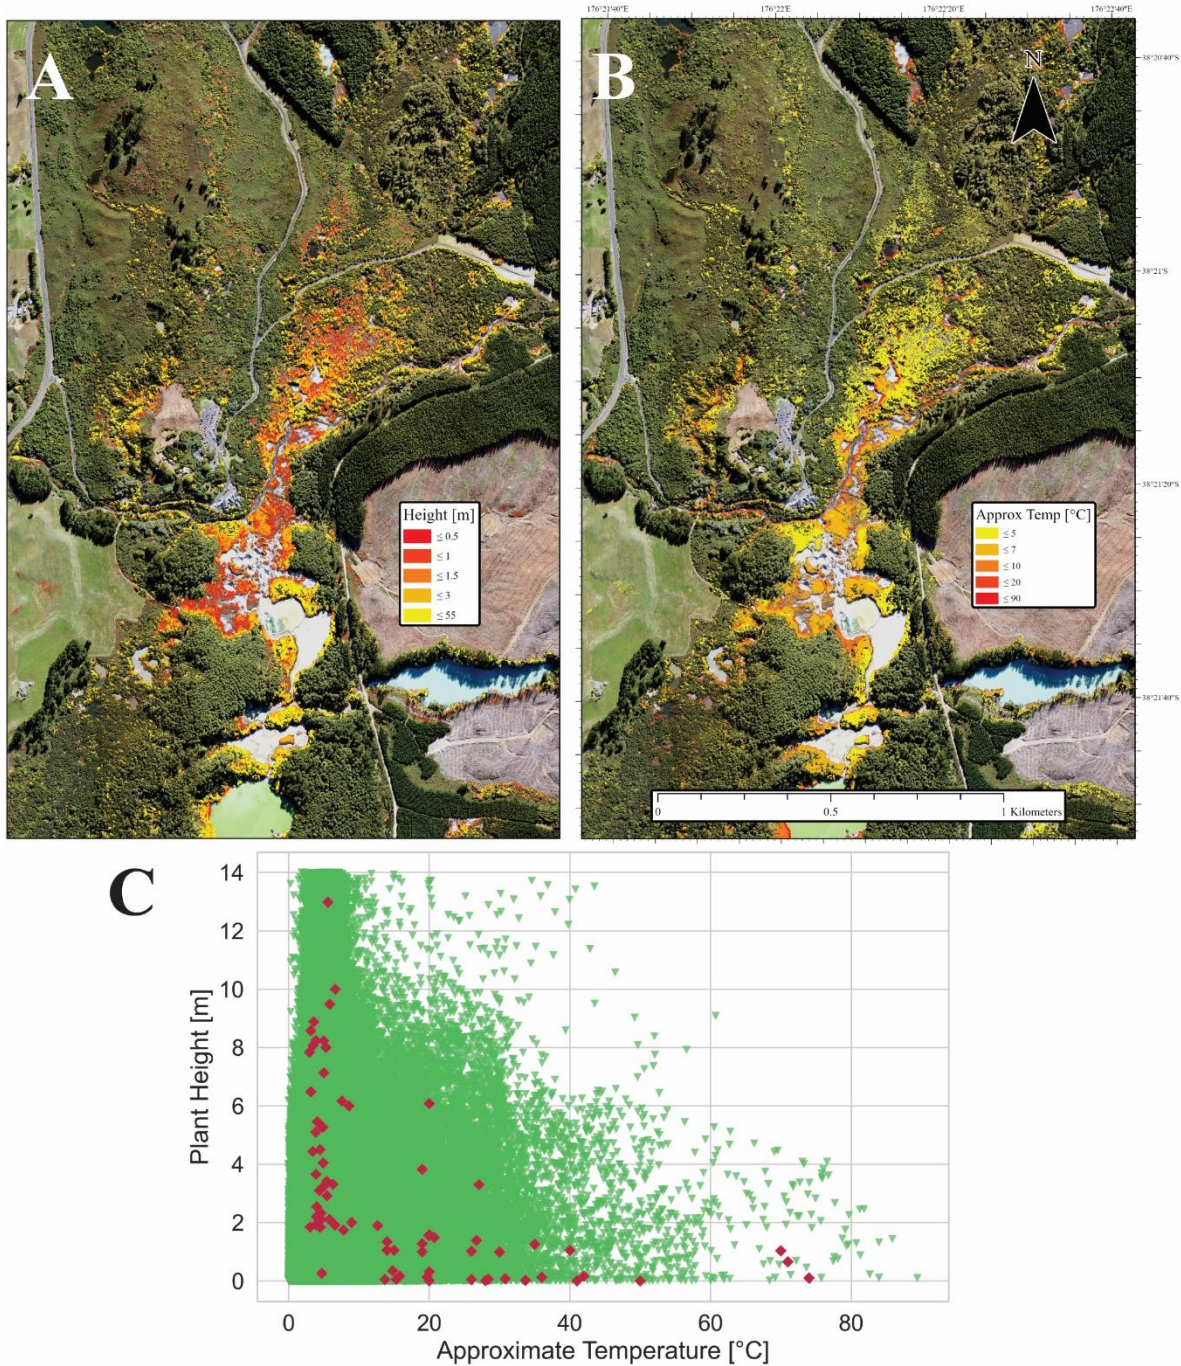 176°21'40"E
176°22'E
176°22'20"E
176°22'40"E
A
B
N
38°20'40"S
38°21'S
38°21'20"S
38°21'40"S
Height [m]
≤ 0.5
≤ 1
≤ 1.5
≤ 3
≤ 55
Approx Temp [°C]
≤ 5
≤ 7
≤ 10
≤ 20
≤ 90
0
0.5
1 Kilometers
C
Plant Height [m]
14
12
10
8
6
4
2
0
0
20
40
60
80
Approximate Temperature [°C]